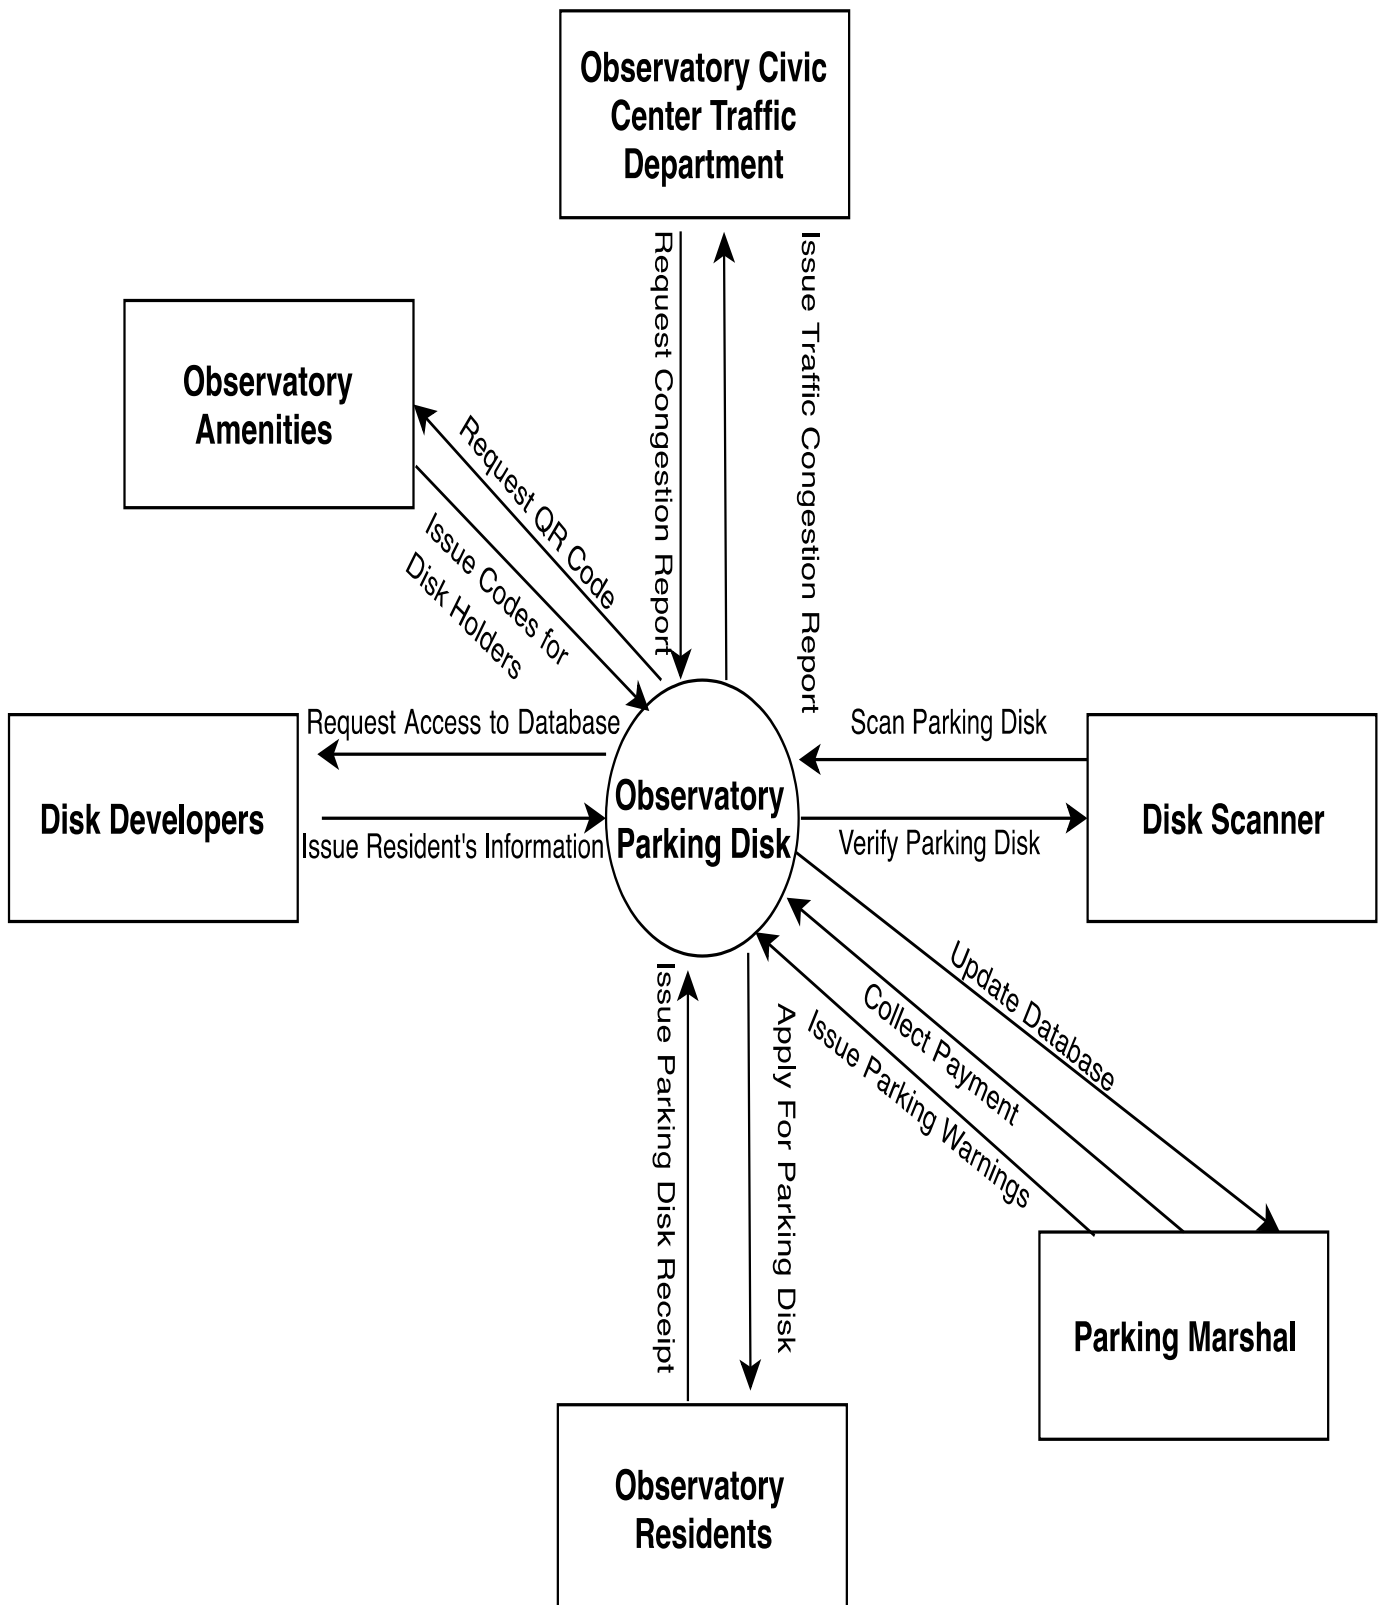 Observatory Civic
Center Traffic
Department
Request Congestion Report
Issue Traffic Congestion Report
Observatory
Amenities
Request QR Code
Issue Codes for
Disk Holders
Request Access to Database
Scan Parking Disk
Disk Developers
Observatory
Parking Disk
Disk Scanner
Issue Resident's Information
Verify Parking Disk
Update Database
Collect Payment
Issue Parking Warnings
Issue Parking Disk Receipt
Apply For Parking Disk
Parking Marshal
Observatory
Residents